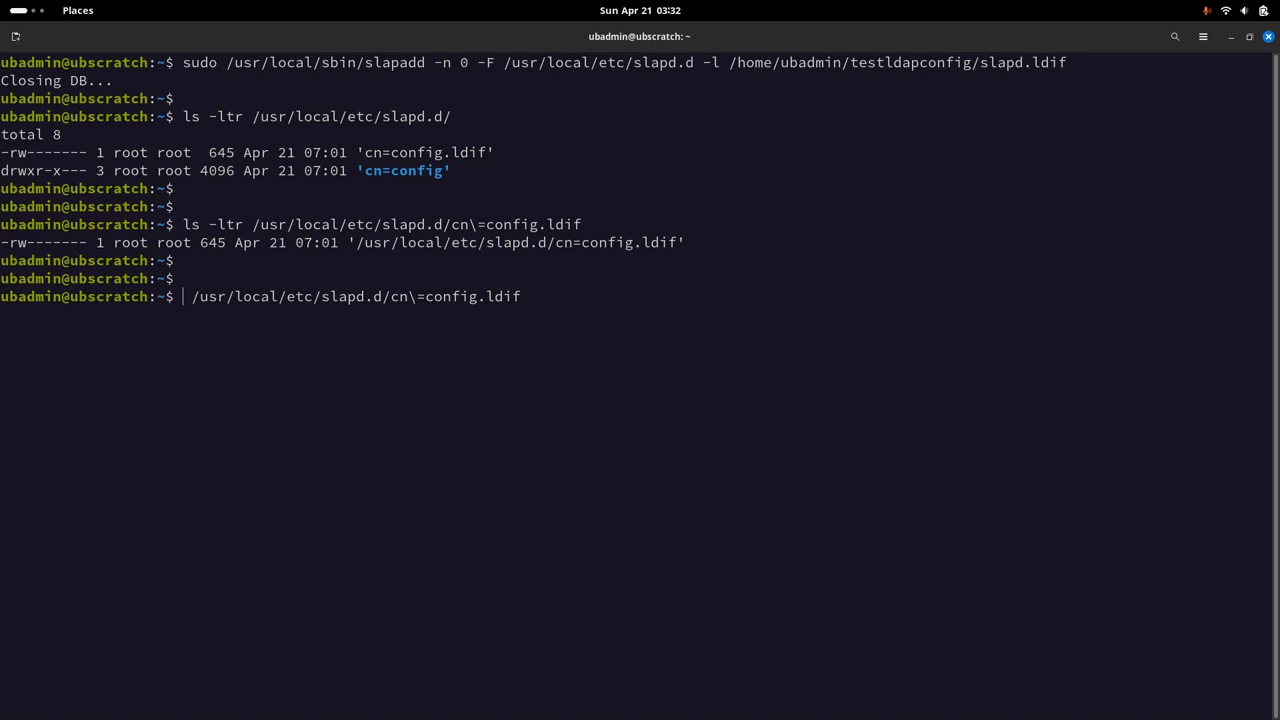 Places
Sun Apr 21 03:32
ubadmin@ubscratch: ~
ubadmin@ubscratch:~$ sudo /usr/local/sbin/slapadd -n 0 -F /usr/local/etc/slapd.d -l /home/ubadmin/testldapconfig/slapd.ldif
Closing DB...
ubadmin@ubscratch:~$
ubadmin@ubscratch:~$ ls -ltr /usr/local/etc/slapd.d/
total 8
-rw------- 1 root root  645 Apr 21 07:01 'cn=config.ldif'
drwxr-x--- 3 root root 4096 Apr 21 07:01 'cn=config'
ubadmin@ubscratch:~$
ubadmin@ubscratch:~$
ubadmin@ubscratch:~$ ls -ltr /usr/local/etc/slapd.d/cn\=config.ldif
-rw------- 1 root root 645 Apr 21 07:01 '/usr/local/etc/slapd.d/cn=config.ldif'
ubadmin@ubscratch:~$
ubadmin@ubscratch:~$
ubadmin@ubscratch:~$  /usr/local/etc/slapd.d/cn\=config.ldif